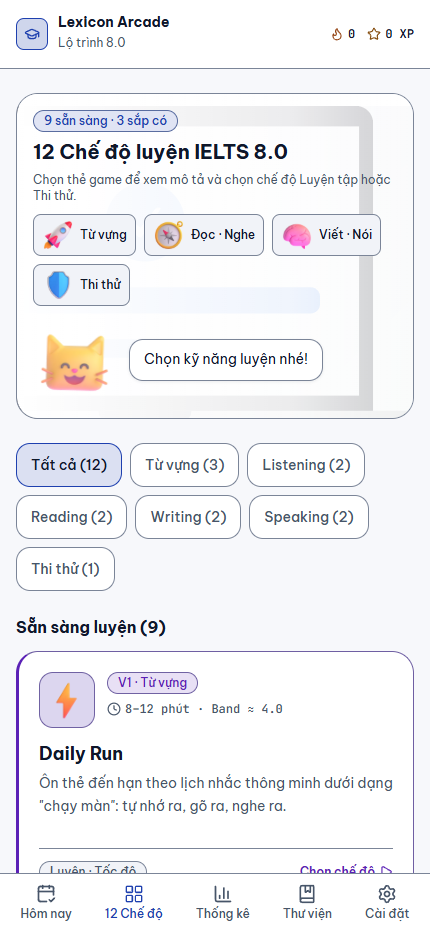 Lexicon Arcade
Lộ trình 8.0
0
0 XP
9 sẵn sàng · 3 sắp có
12 Chế độ luyện IELTS 8.0
Chọn thẻ game để xem mô tả và chọn chế độ Luyện tập hoặc
Thi thử.
Từ vựng
Đọc · Nghe
Viết · Nói
Thi thử
Chọn kỹ năng luyện nhé!
Tất cả (12)
Từ vựng (3)
Listening (2)
Reading (2)
Writing (2)
Speaking (2)
Thi thử (1)
Sẵn sàng luyện (9)
V1 · Từ vựng
8–12 phút · Band ≈ 4.0
Daily Run
Ôn thẻ đến hạn theo lịch nhắc thông minh dưới dạng
"chạy màn": tự nhớ ra, gõ ra, nghe ra.
Luyện · Tốc độ
Chọn chế độ
Hôm nay
12 Chế độ
Thống kê
Thư viện
Cài đặt